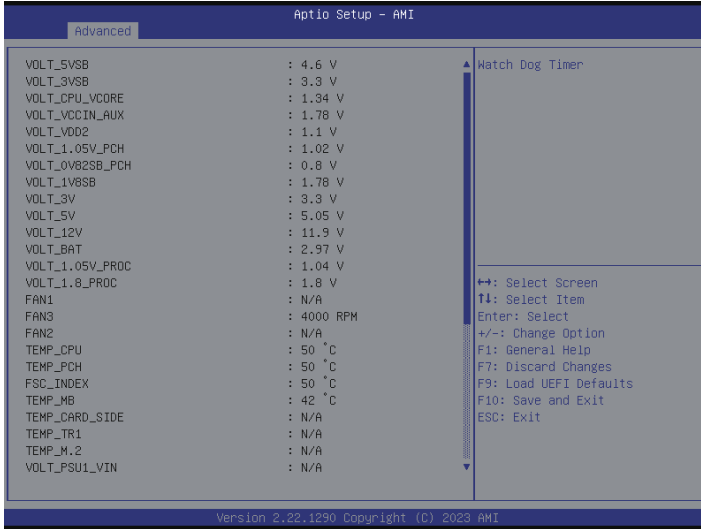 Aptio Setup – AMI
Advanced
VOLT_5VSB : 4.6 V
VOLT_3VSB : 3.3 V
VOLT_CPU_VCORE : 1.34 V
VOLT_VCCIN_AUX : 1.78 V
VOLT_VDD2 : 1.1 V
VOLT_1.05V_PCH : 1.02 V
VOLT_0V82SB_PCH : 0.8 V
VOLT_1V8SB : 1.78 V
VOLT_3V : 3.3 V
VOLT_5V : 5.05 V
VOLT_12V : 11.9 V
VOLT_BAT : 2.97 V
VOLT_1.05V_PROC : 1.04 V
VOLT_1.8_PROC : 1.8 V
FAN1 : N/A
FAN3 : 4000 RPM
FAN2 : N/A
TEMP_CPU : 50 °C
TEMP_PCH : 50 °C
FSC_INDEX : 50 °C
TEMP_MB : 42 °C
TEMP_CARD_SIDE : N/A
TEMP_TR1 : N/A
TEMP_M.2 : N/A
VOLT_PSU1_VIN : N/A
Watch Dog Timer
↔: Select Screen
↑↓: Select Item
Enter: Select
+/-: Change Option
F1: General Help
F7: Discard Changes
F9: Load UEFI Defaults
F10: Save and Exit
ESC: Exit
Version 2.22.1290 Copyright (C) 2023 AMI